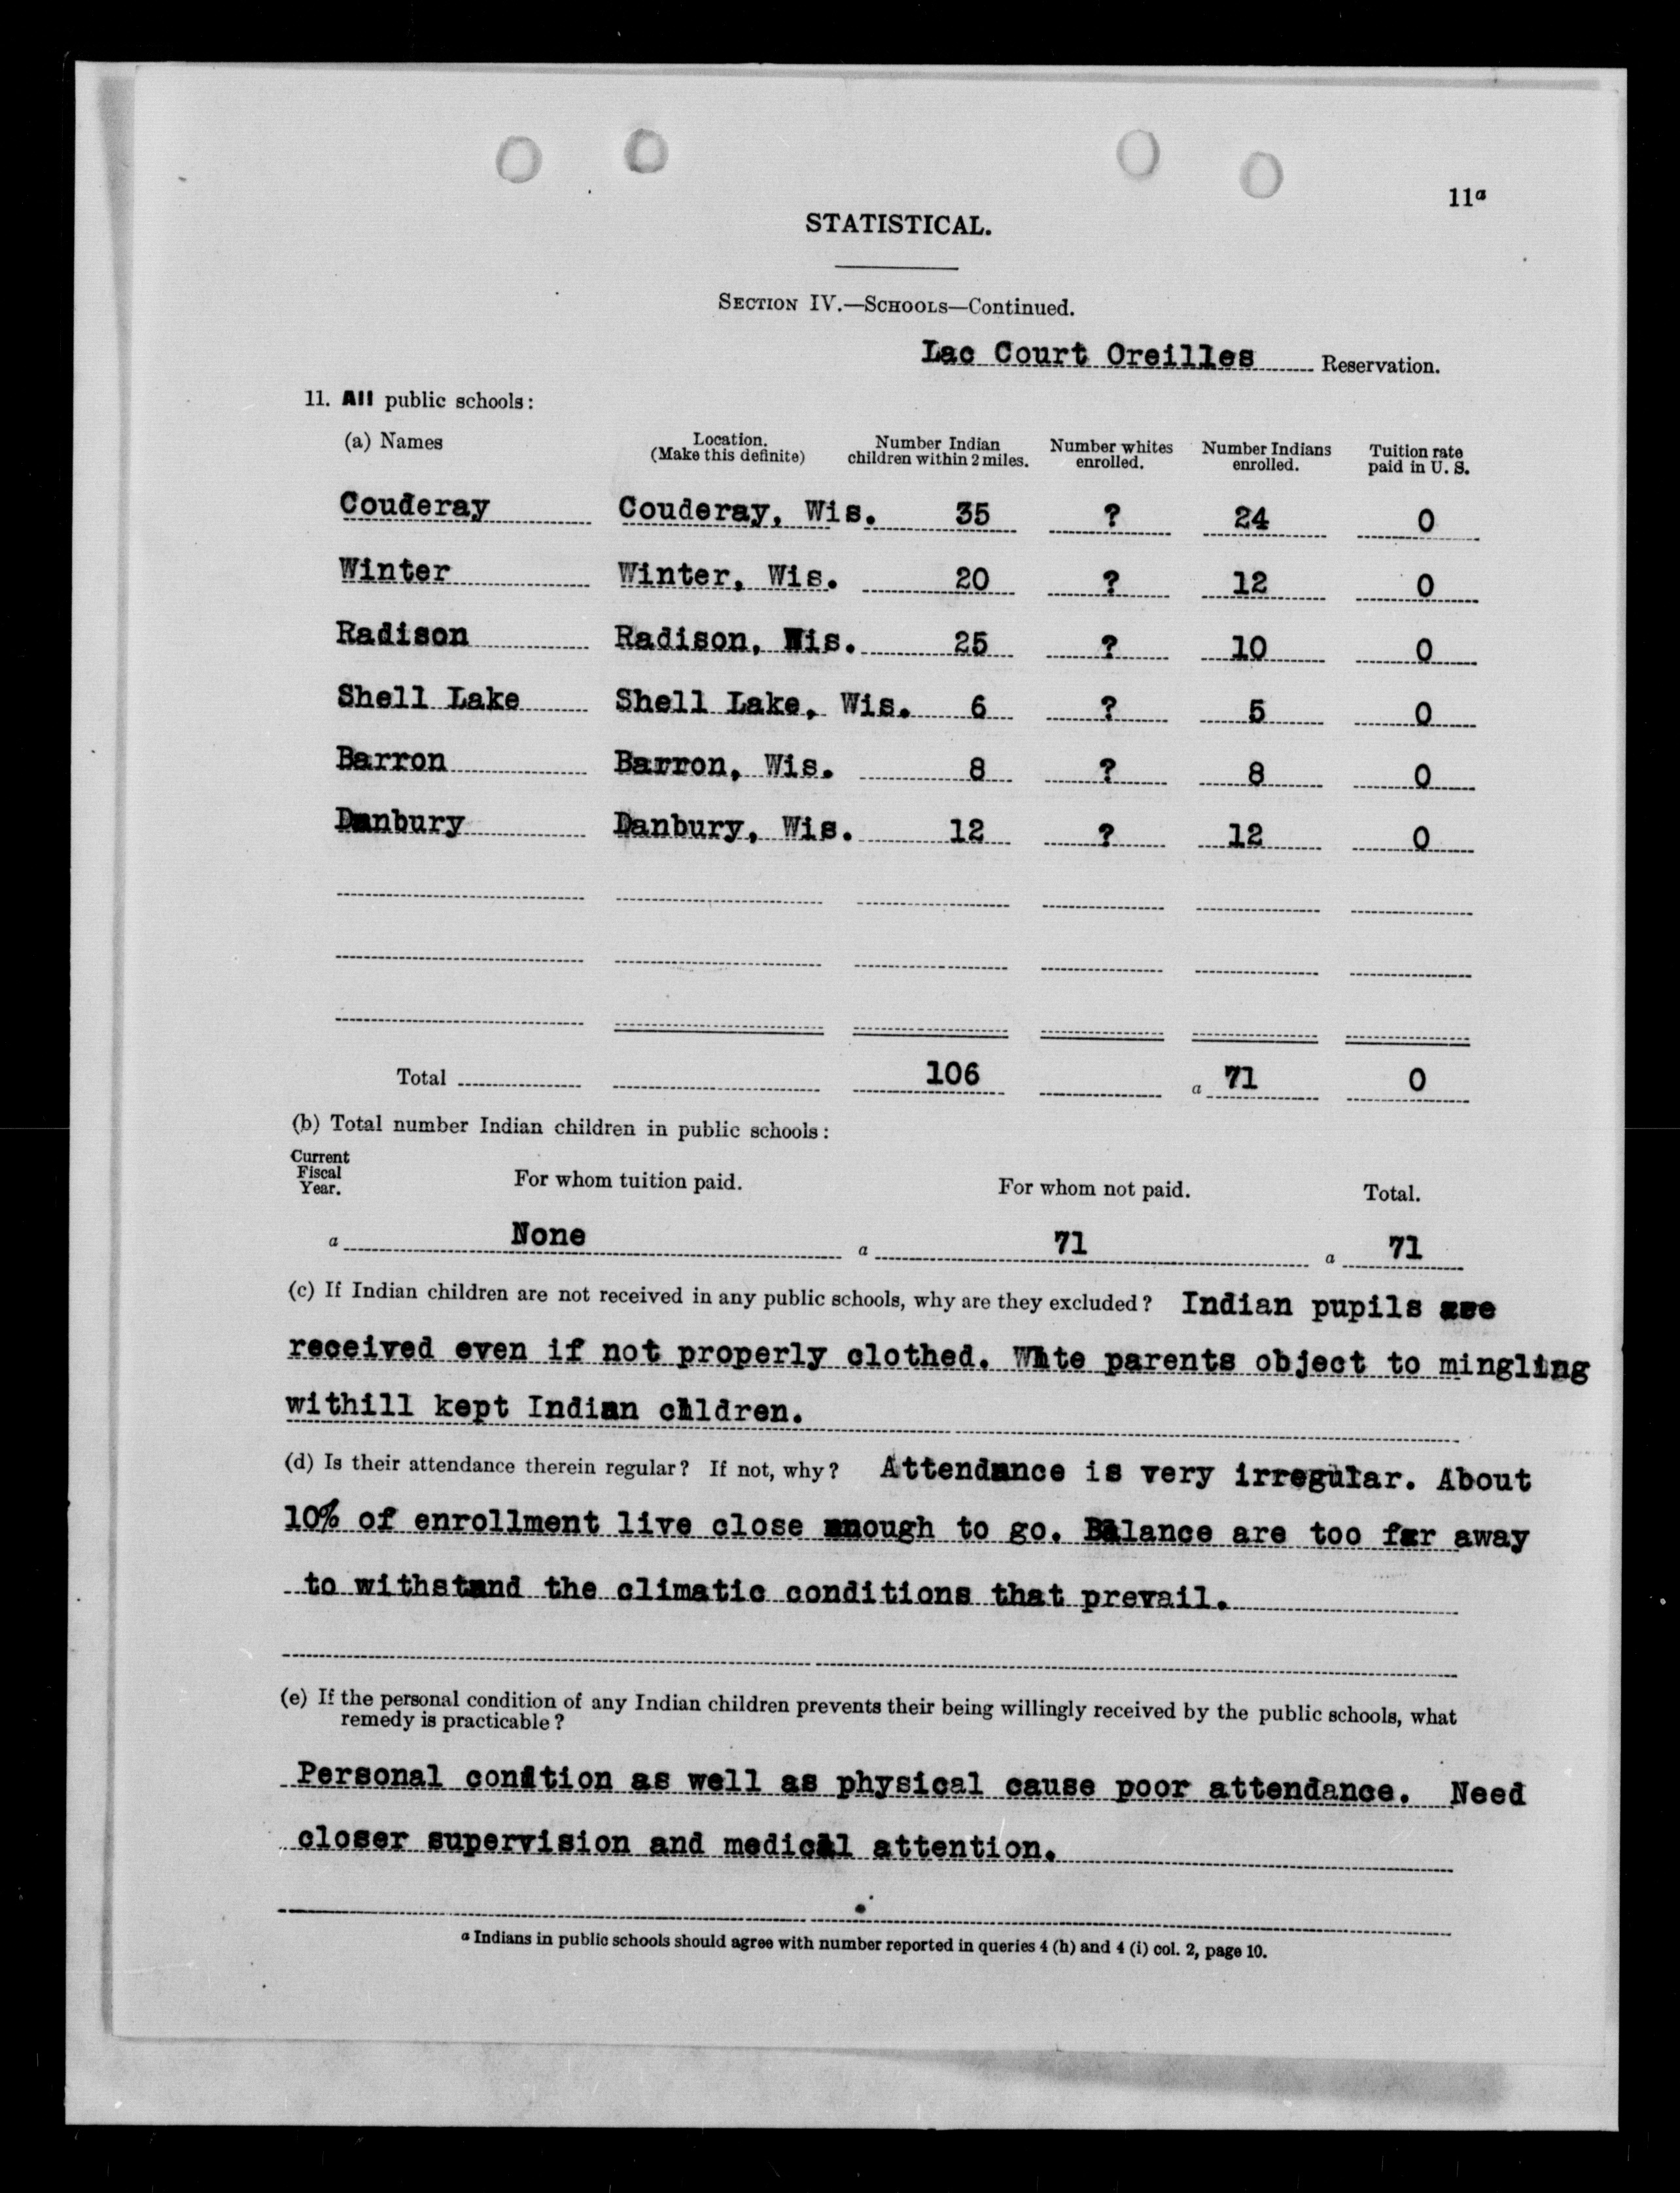 11a
STATISTICAL.
SECTION IV.—SCHOOLS—Continued.
Lac Court Oreilles Reservation.
11. All public schools:
(a) Names Location. (Make this definite) Number Indian children within 2 miles. Number whites enrolled. Number Indians enrolled. Tuition rate paid in U. S.
Couderay Couderay, Wis. 35 ? 24 0
Winter Winter, Wis. 20 ? 12 0
Radison Radison, Wis. 25 ? 10 0
Shell Lake Shell Lake, Wis. 6 ? 5 0
Barron Barron, Wis. 8 ? 8 0
Danbury Danbury, Wis. 12 ? 12 0
Total 106 a 71 0
(b) Total number Indian children in public schools:
Current Fiscal Year. For whom tuition paid. For whom not paid. Total.
a None a 71 a 71
(c) If Indian children are not received in any public schools, why are they excluded? Indian pupils are
received even if not properly clothed. White parents object to mingling
withill kept Indian children.
(d) Is their attendance therein regular? If not, why? Attendance is very irregular. About
10% of enrollment live close enough to go. Balance are too far away
to withstand the climatic conditions that prevail.
(e) If the personal condition of any Indian children prevents their being willingly received by the public schools, what
remedy is practicable?
Personal condition as well as physical cause poor attendance. Need
closer supervision and medical attention.
a Indians in public schools should agree with number reported in queries 4 (h) and 4 (i) col. 2, page 10.